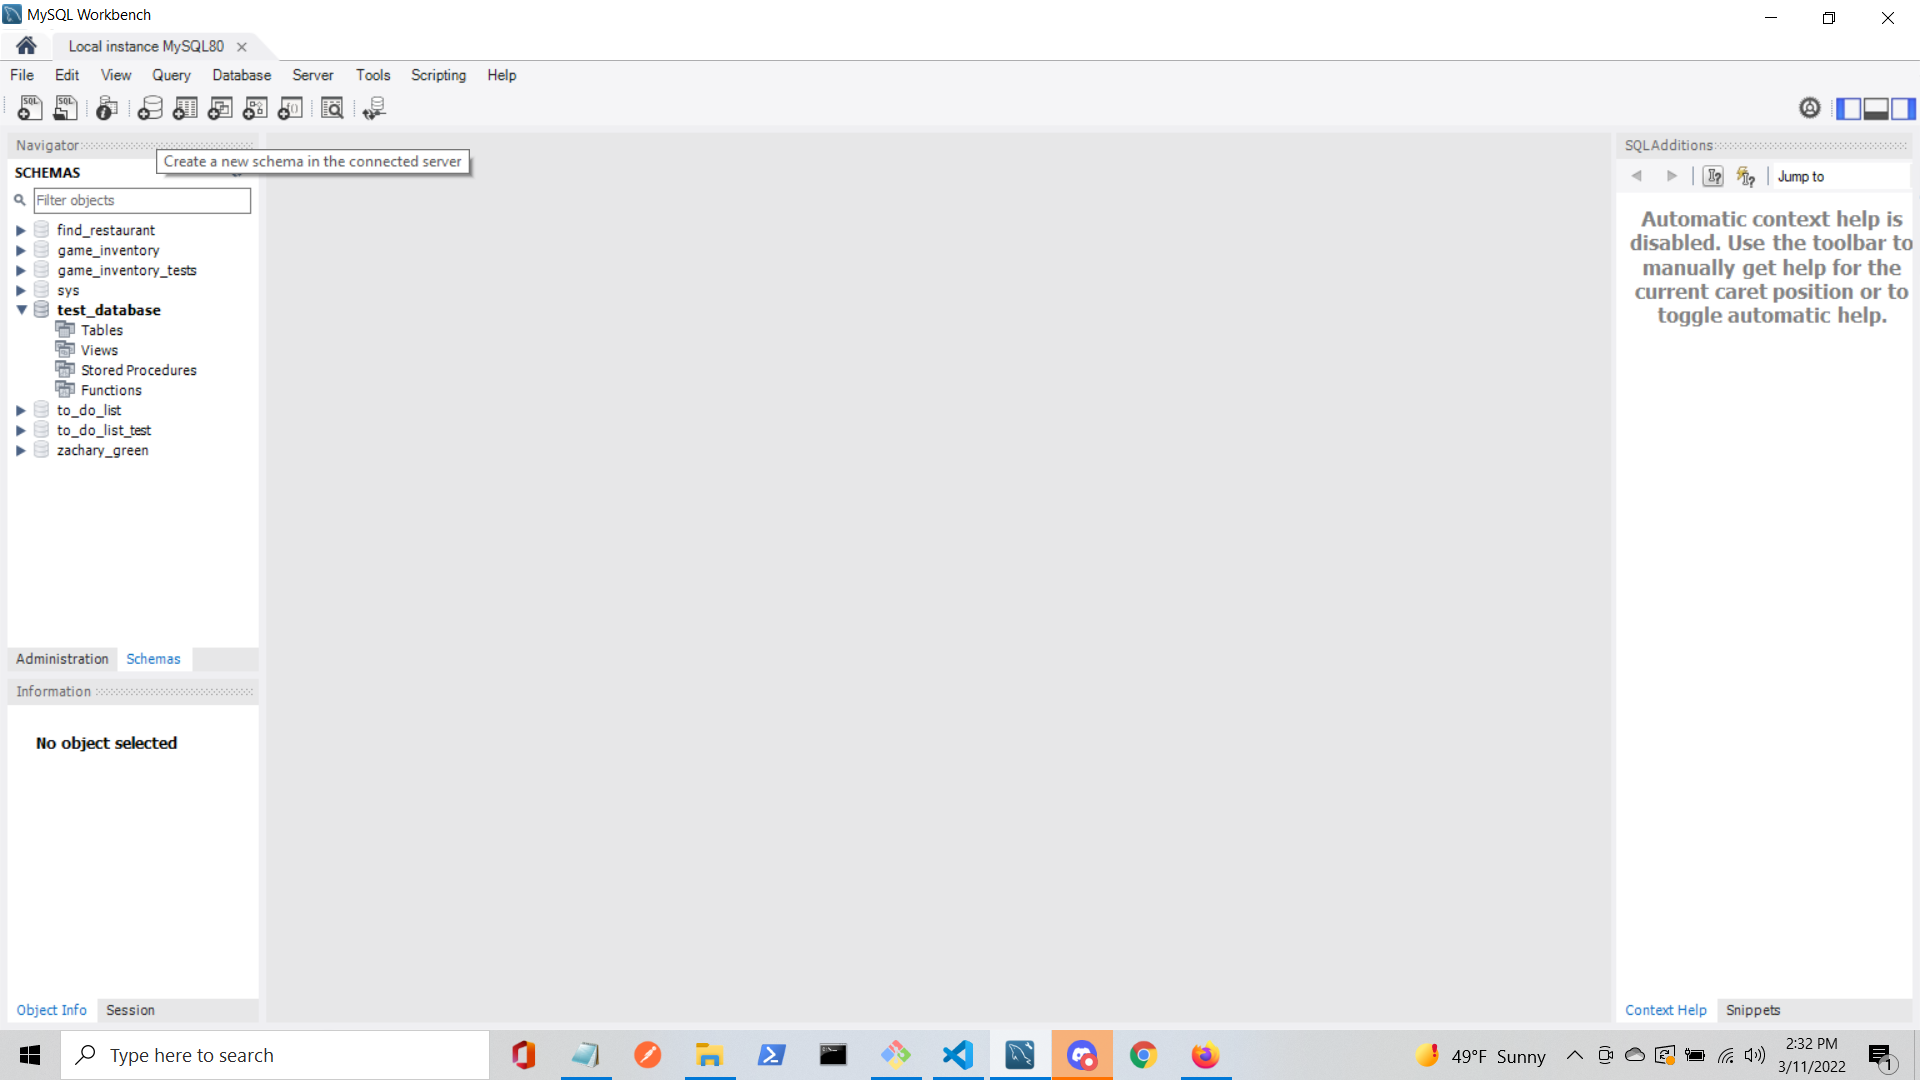 MySQL Workbench
Local instance MySQL80
File Edit View Query Database Server Tools Scripting Help
Navigator
Create a new schema in the connected server
SCHEMAS
Filter objects
find_restaurant
game_inventory
game_inventory_tests
sys
test_database
Tables
Views
Stored Procedures
Functions
to_do_list
to_do_list_test
zachary_green
Administration Schemas
Information
No object selected
Object Info Session
SQLAdditions
Jump to
Automatic context help is
disabled. Use the toolbar to
manually get help for the
current caret position or to
toggle automatic help.
Context Help Snippets
Type here to search
49°F Sunny
2:32 PM
3/11/2022
1